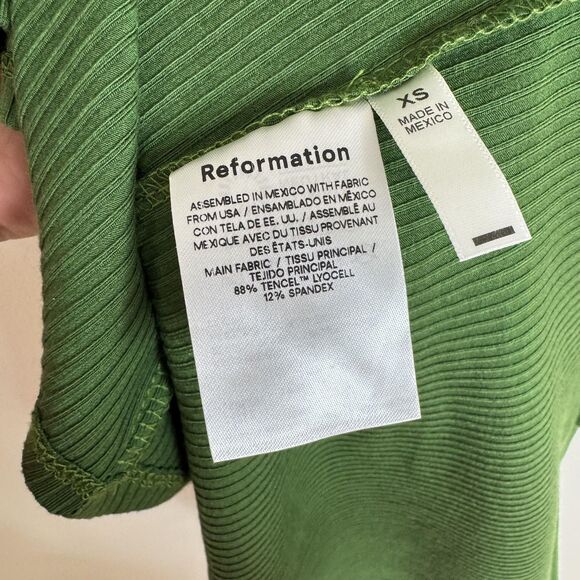 Reformation
ASSEMBLED IN MEXICO WITH FABRIC
FROM USA / ENSAMBLADO EN MÉXICO
CON TELA DE EE. UU. / ASSEMBLÉ AU
MEXIQUE AVEC DU TISSU PROVENANT
DES ÉTATS-UNIS
MAIN FABRIC / TISSU PRINCIPAL /
TEJIDO PRINCIPAL
88% TENCEL™ LYOCELL
12% SPANDEX
XS
MADE IN
MEXICO